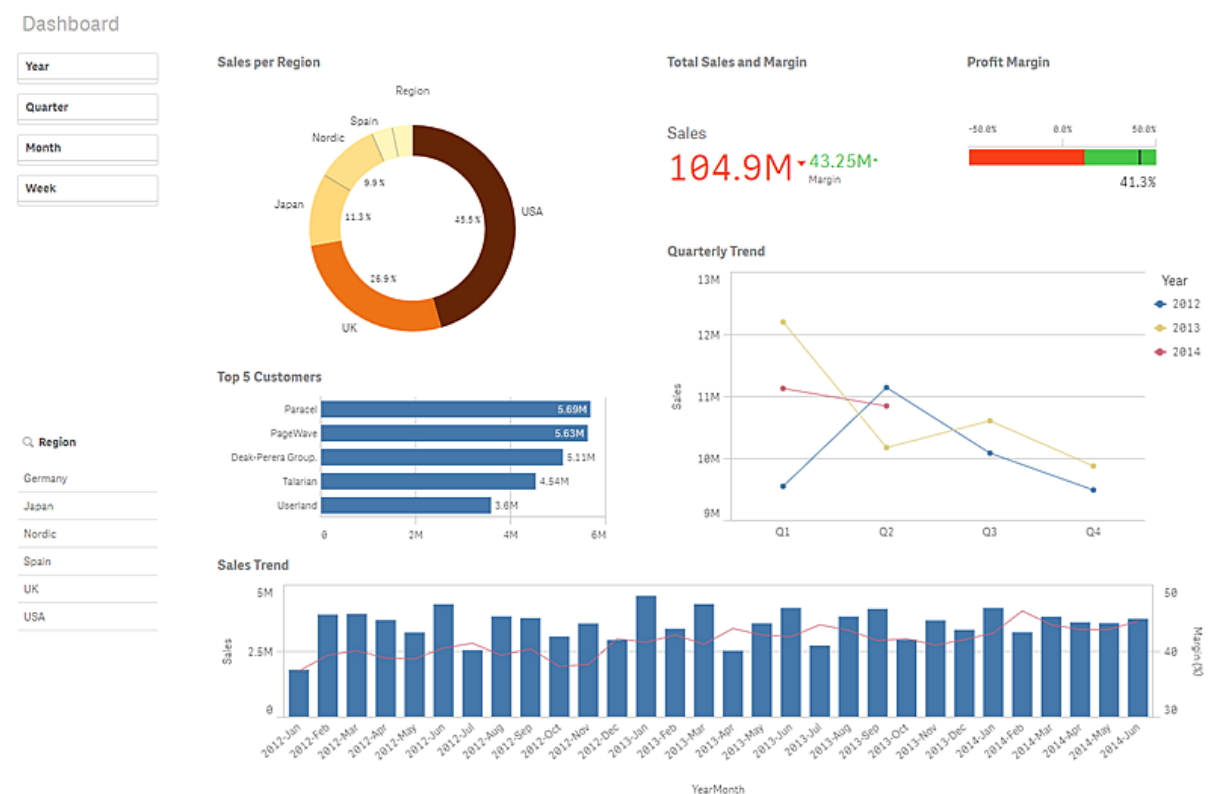 Dashboard
Year
Quarter
Month
Week
Region
Germany
Japan
Nordic
Spain
UK
USA
Sales per Region
Region
Spain
Nordic
Japan
UK
USA
9.9%
11.3%
26.9%
45.5%
Total Sales and Margin
Sales
104.9M
43.25M
Margin
Profit Margin
-50.0% 0.0% 50.0%
41.3%
Top 5 Customers
Paracel 5.69M
PageWave 5.63M
Deak-Perera Group. 5.11M
Talarian 4.54M
Userland 3.6M
0 2M 4M 6M
Quarterly Trend
13M
12M
11M
10M
9M
Sales
Q1 Q2 Q3 Q4
Year
2012
2013
2014
Sales Trend
5M
2.5M
0
Sales
50
40
30
Margin (%)
2012-Jan 2012-Feb 2012-Mar 2012-Apr 2012-May 2012-Jun 2012-Jul 2012-Aug 2012-Sep 2012-Oct 2012-Nov 2012-Dec 2013-Jan 2013-Feb 2013-Mar 2013-Apr 2013-May 2013-Jun 2013-Jul 2013-Aug 2013-Sep 2013-Oct 2013-Nov 2013-Dec 2014-Jan 2014-Feb 2014-Mar 2014-Apr 2014-May 2014-Jun
YearMonth